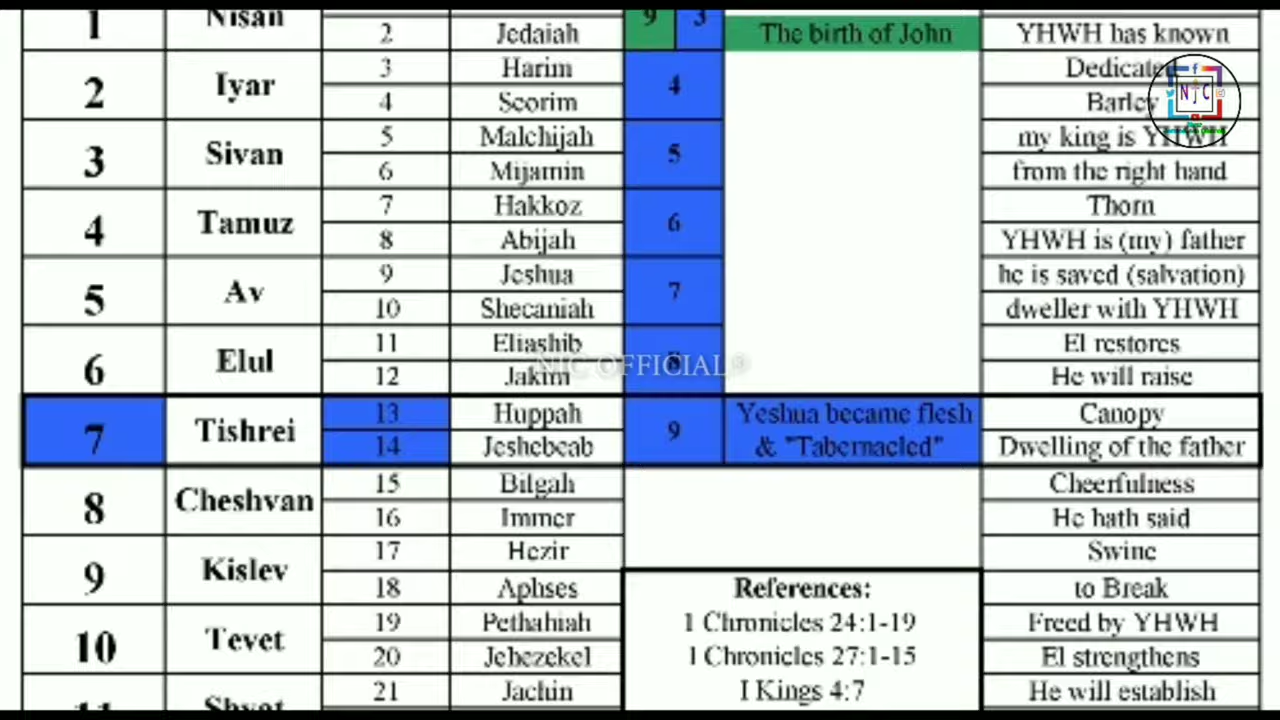 1 Nisan 9 3
2 Jedaiah The birth of John YHWH has known
2 Iyar 3 Harim 4 Dedicated
4 Seorim Barley
3 Sivan 5 Malchijah 5 my king is YHWH
6 Mijamin from the right hand
4 Tamuz 7 Hakkoz 6 Thorn
8 Abijah YHWH is (my) father
5 Av 9 Jeshua 7 he is saved (salvation)
10 Shecaniah dweller with YHWH
6 Elul 11 Eliashib 8 El restores
12 Jakim He will raise
NJC OFFICIAL®
7 Tishrei 13 Huppah 9 Yeshua became flesh Canopy
14 Jeshebeab & "Tabernacled" Dwelling of the father
8 Cheshvan 15 Bilgah Cheerfulness
16 Immer He hath said
9 Kislev 17 Hezir Swine
18 Aphses References: to Break
10 Tevet 19 Pethahiah 1 Chronicles 24:1-19 Freed by YHWH
20 Jehezekel 1 Chronicles 27:1-15 El strengthens
21 Jachin I Kings 4:7 He will establish
NJC